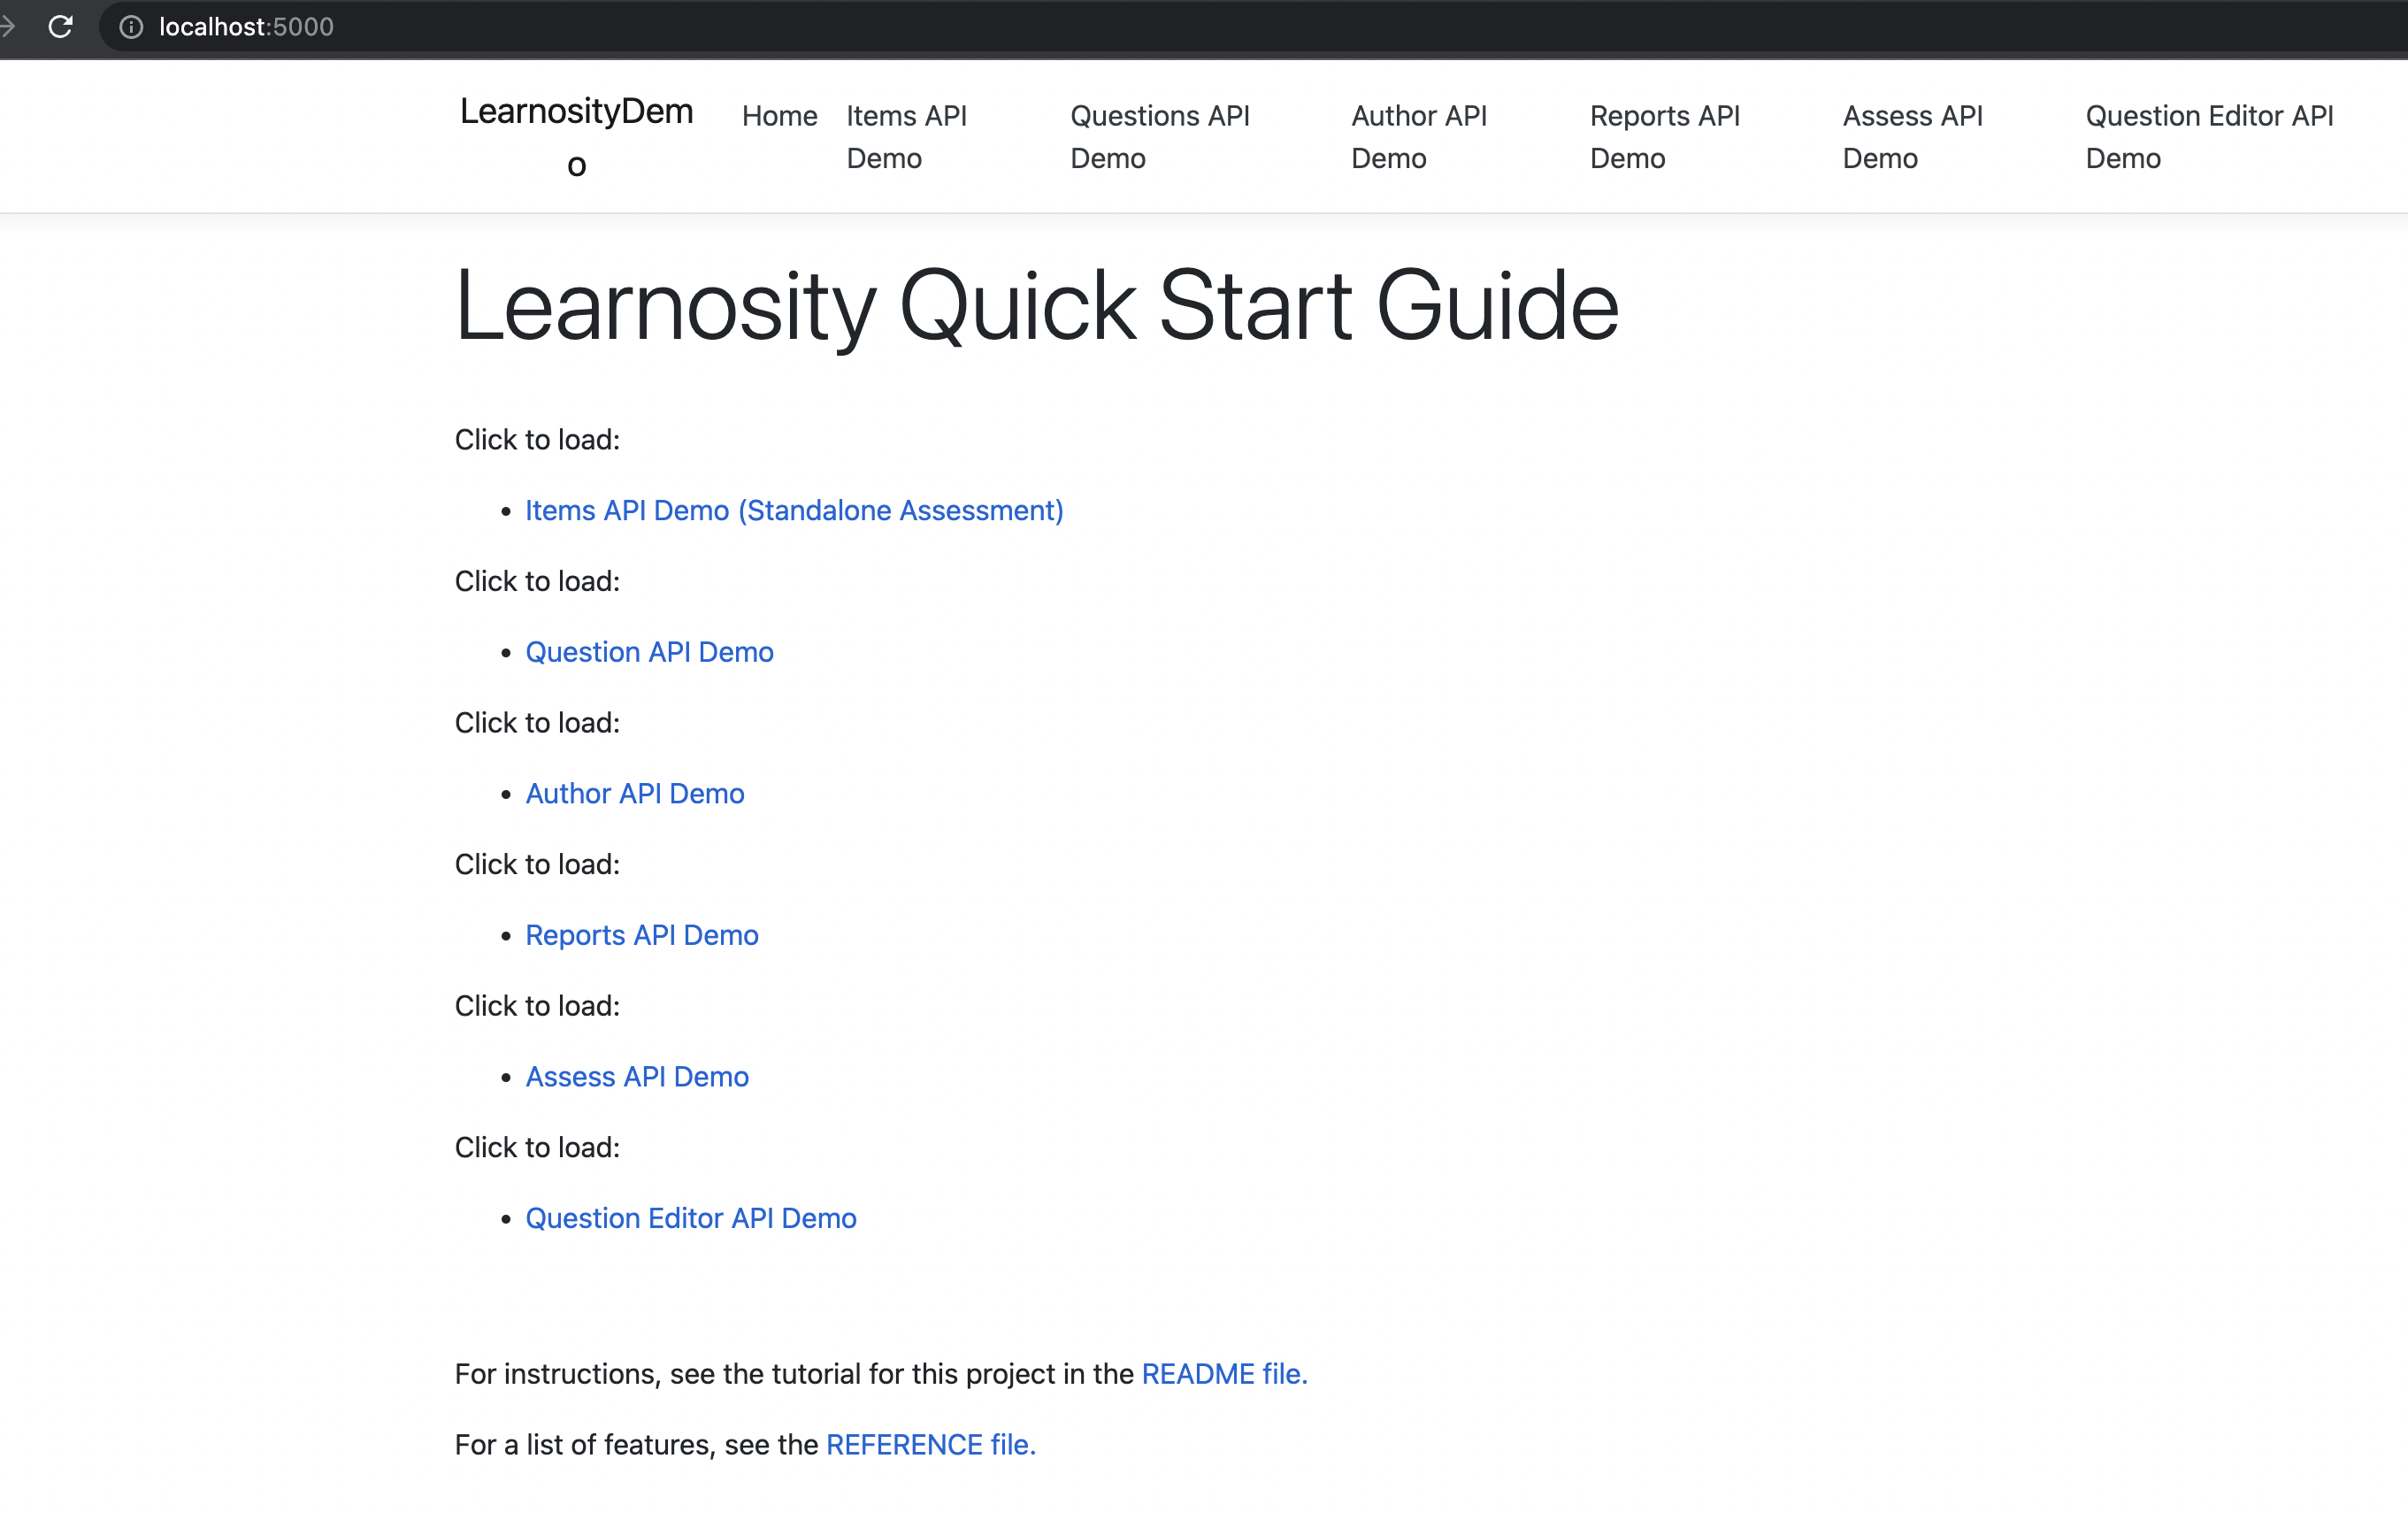 localhost:5000
LearnosityDem
o
Home
Items API
Demo
Questions API
Demo
Author API
Demo
Reports API
Demo
Assess API
Demo
Question Editor API
Demo
Learnosity Quick Start Guide
Click to load:
Items API Demo (Standalone Assessment)
Click to load:
Question API Demo
Click to load:
Author API Demo
Click to load:
Reports API Demo
Click to load:
Assess API Demo
Click to load:
Question Editor API Demo
For instructions, see the tutorial for this project in the README file.
For a list of features, see the REFERENCE file.